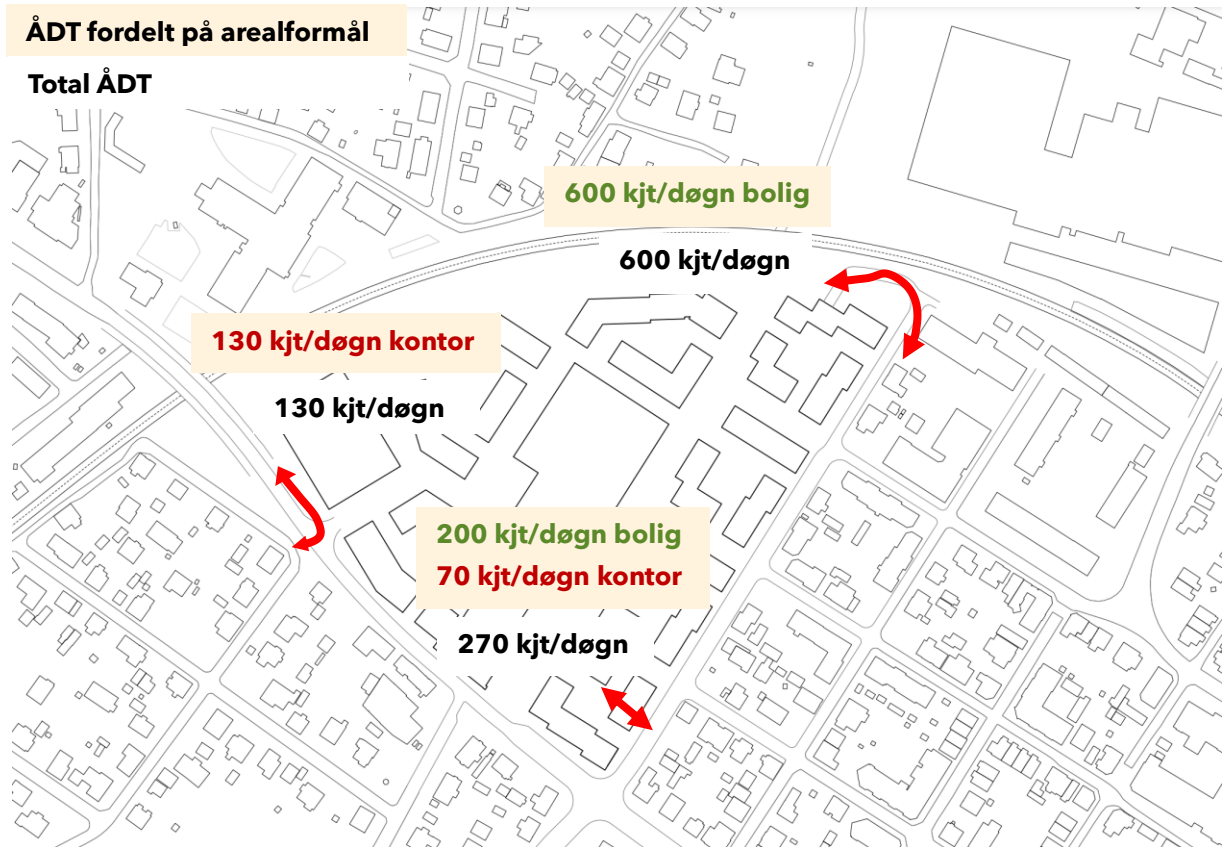 ÅDT fordelt på arealformål
Total ÅDT
600 kjt/døgn bolig
600 kjt/døgn
130 kjt/døgn kontor
130 kjt/døgn
200 kjt/døgn bolig
70 kjt/døgn kontor
270 kjt/døgn